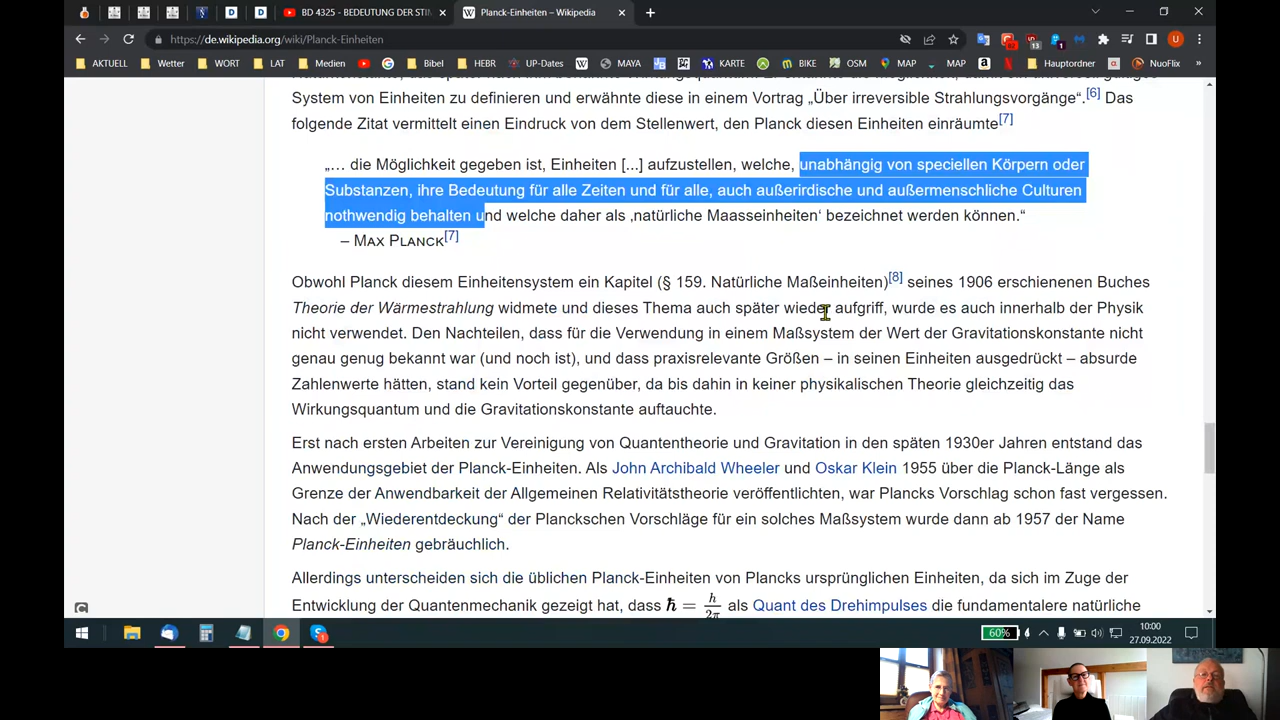 BD 4325 - BEDEUTUNG DER STIN
Planck-Einheiten – Wikipedia
https://de.wikipedia.org/wiki/Planck-Einheiten
AKTUELL Wetter WORT LAT Medien Bibel HEBR UP-Dates MAYA KARTE BIKE OSM MAP MAP Hauptordner NuoFlix »
System von Einheiten zu definieren und erwähnte diese in einem Vortrag „Über irreversible Strahlungsvorgänge“.[6] Das
folgende Zitat vermittelt einen Eindruck von dem Stellenwert, den Planck diesen Einheiten einräumte[7]
„… die Möglichkeit gegeben ist, Einheiten [...] aufzustellen, welche, unabhängig von speciellen Körpern oder
Substanzen, ihre Bedeutung für alle Zeiten und für alle, auch außerirdische und außermenschliche Culturen
nothwendig behalten und welche daher als ‚natürliche Maasseinheiten‘ bezeichnet werden können.“
– MAX PLANCK[7]
Obwohl Planck diesem Einheitensystem ein Kapitel (§ 159. Natürliche Maßeinheiten)[8] seines 1906 erschienenen Buches
Theorie der Wärmestrahlung widmete und dieses Thema auch später wieder aufgriff, wurde es auch innerhalb der Physik
nicht verwendet. Den Nachteilen, dass für die Verwendung in einem Maßsystem der Wert der Gravitationskonstante nicht
genau genug bekannt war (und noch ist), und dass praxisrelevante Größen – in seinen Einheiten ausgedrückt – absurde
Zahlenwerte hätten, stand kein Vorteil gegenüber, da bis dahin in keiner physikalischen Theorie gleichzeitig das
Wirkungsquantum und die Gravitationskonstante auftauchte.
Erst nach ersten Arbeiten zur Vereinigung von Quantentheorie und Gravitation in den späten 1930er Jahren entstand das
Anwendungsgebiet der Planck-Einheiten. Als John Archibald Wheeler und Oskar Klein 1955 über die Planck-Länge als
Grenze der Anwendbarkeit der Allgemeinen Relativitätstheorie veröffentlichten, war Plancks Vorschlag schon fast vergessen.
Nach der „Wiederentdeckung“ der Planckschen Vorschläge für ein solches Maßsystem wurde dann ab 1957 der Name
Planck-Einheiten gebräuchlich.
Allerdings unterscheiden sich die üblichen Planck-Einheiten von Plancks ursprünglichen Einheiten, da sich im Zuge der
Entwicklung der Quantenmechanik gezeigt hat, dass ħ = h/2π als Quant des Drehimpulses die fundamentalere natürliche
60%
10:00
27.09.2022